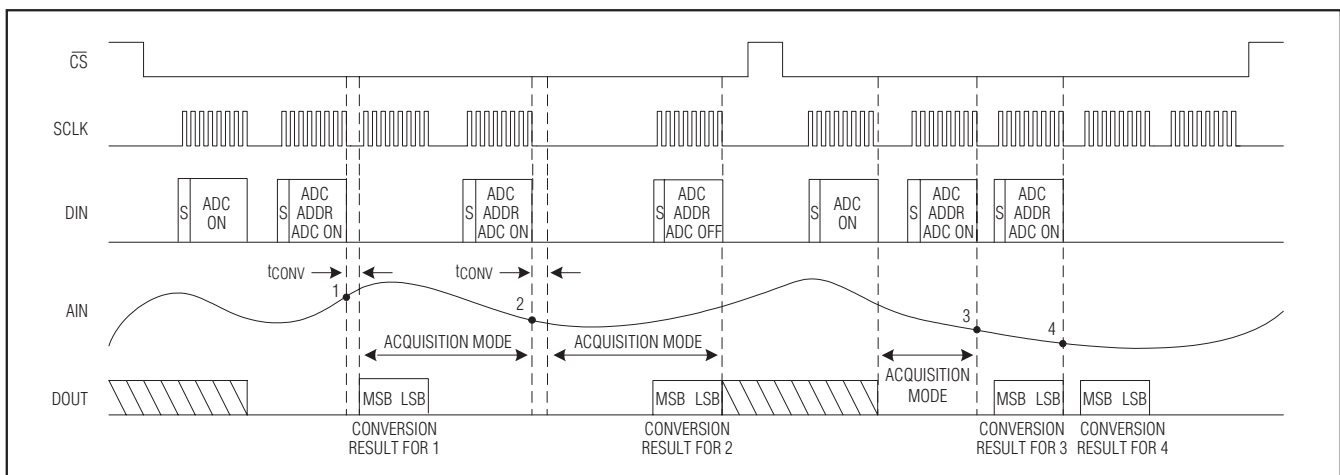 CS
SCLK
DIN
S
ADC
ON
S
ADC
ADDR
ADC ON
S
ADC
ADDR
ADC ON
S
ADC
ADDR
ADC OFF
S
ADC
ON
S
ADC
ADDR
ADC ON
S
ADC
ADDR
ADC ON
tCONV
tCONV
AIN
1
2
3
4
ACQUISITION MODE
ACQUISITION MODE
ACQUISITION
MODE
DOUT
MSB LSB
MSB LSB
MSB LSB
MSB LSB
CONVERSION
RESULT FOR 1
CONVERSION
RESULT FOR 2
CONVERSION
RESULT FOR 3
CONVERSION
RESULT FOR 4